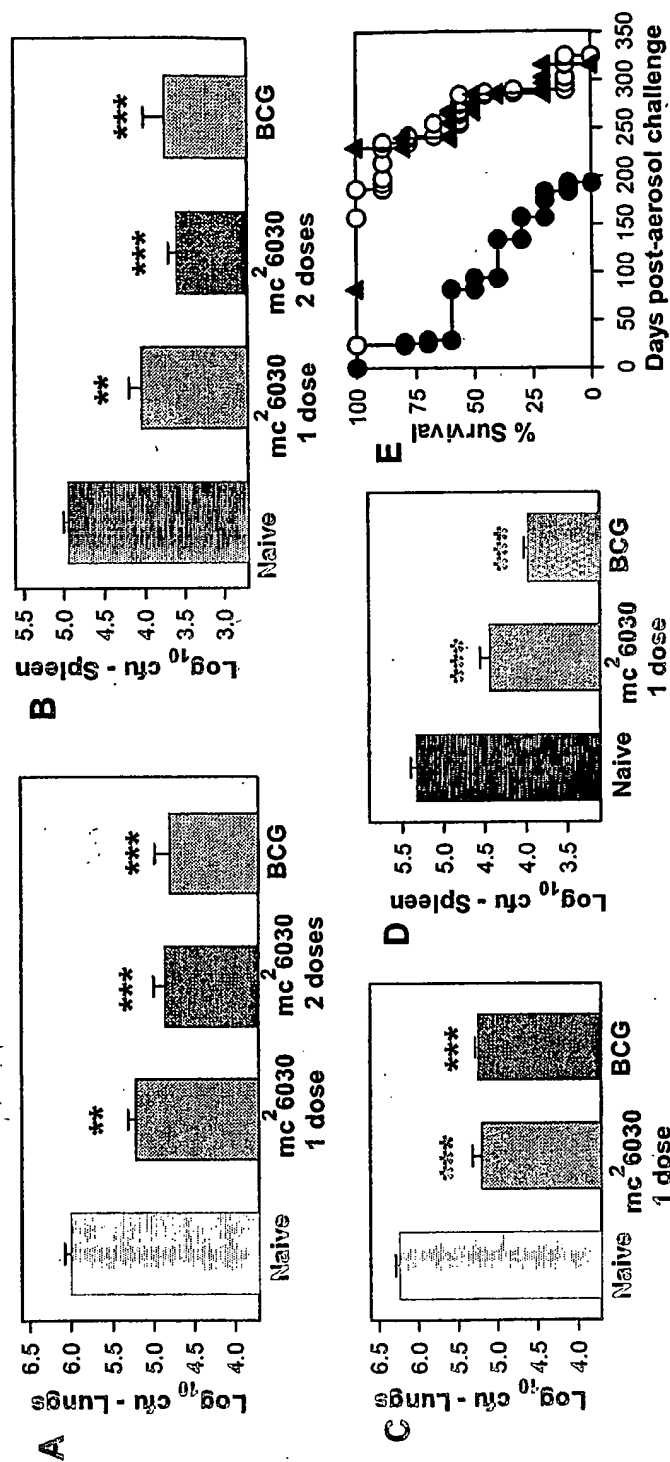 A
Log10 cfu - Lungs
6.5
6.0
5.5
5.0
4.5
4.0
**
***
***
Naive
mc26030
1 dose
mc26030
2 doses
BCG
B
Log10 cfu - Spleen
5.5
5.0
4.5
4.0
3.5
3.0
**
***
***
Naive
mc26030
1 dose
mc26030
2 doses
BCG
C
Log10 cfu - Lungs
6.5
6.0
5.5
5.0
4.5
4.0
***
***
Naive
mc26030
1 dose
BCG
D
Log10 cfu - Spleen
5.5
5.0
4.5
4.0
3.5
***
***
Naive
mc26030
1 dose
BCG
E
% Survival
100
75
50
25
0
0 50 100 150 200 250 300 350
Days post-aerosol challenge